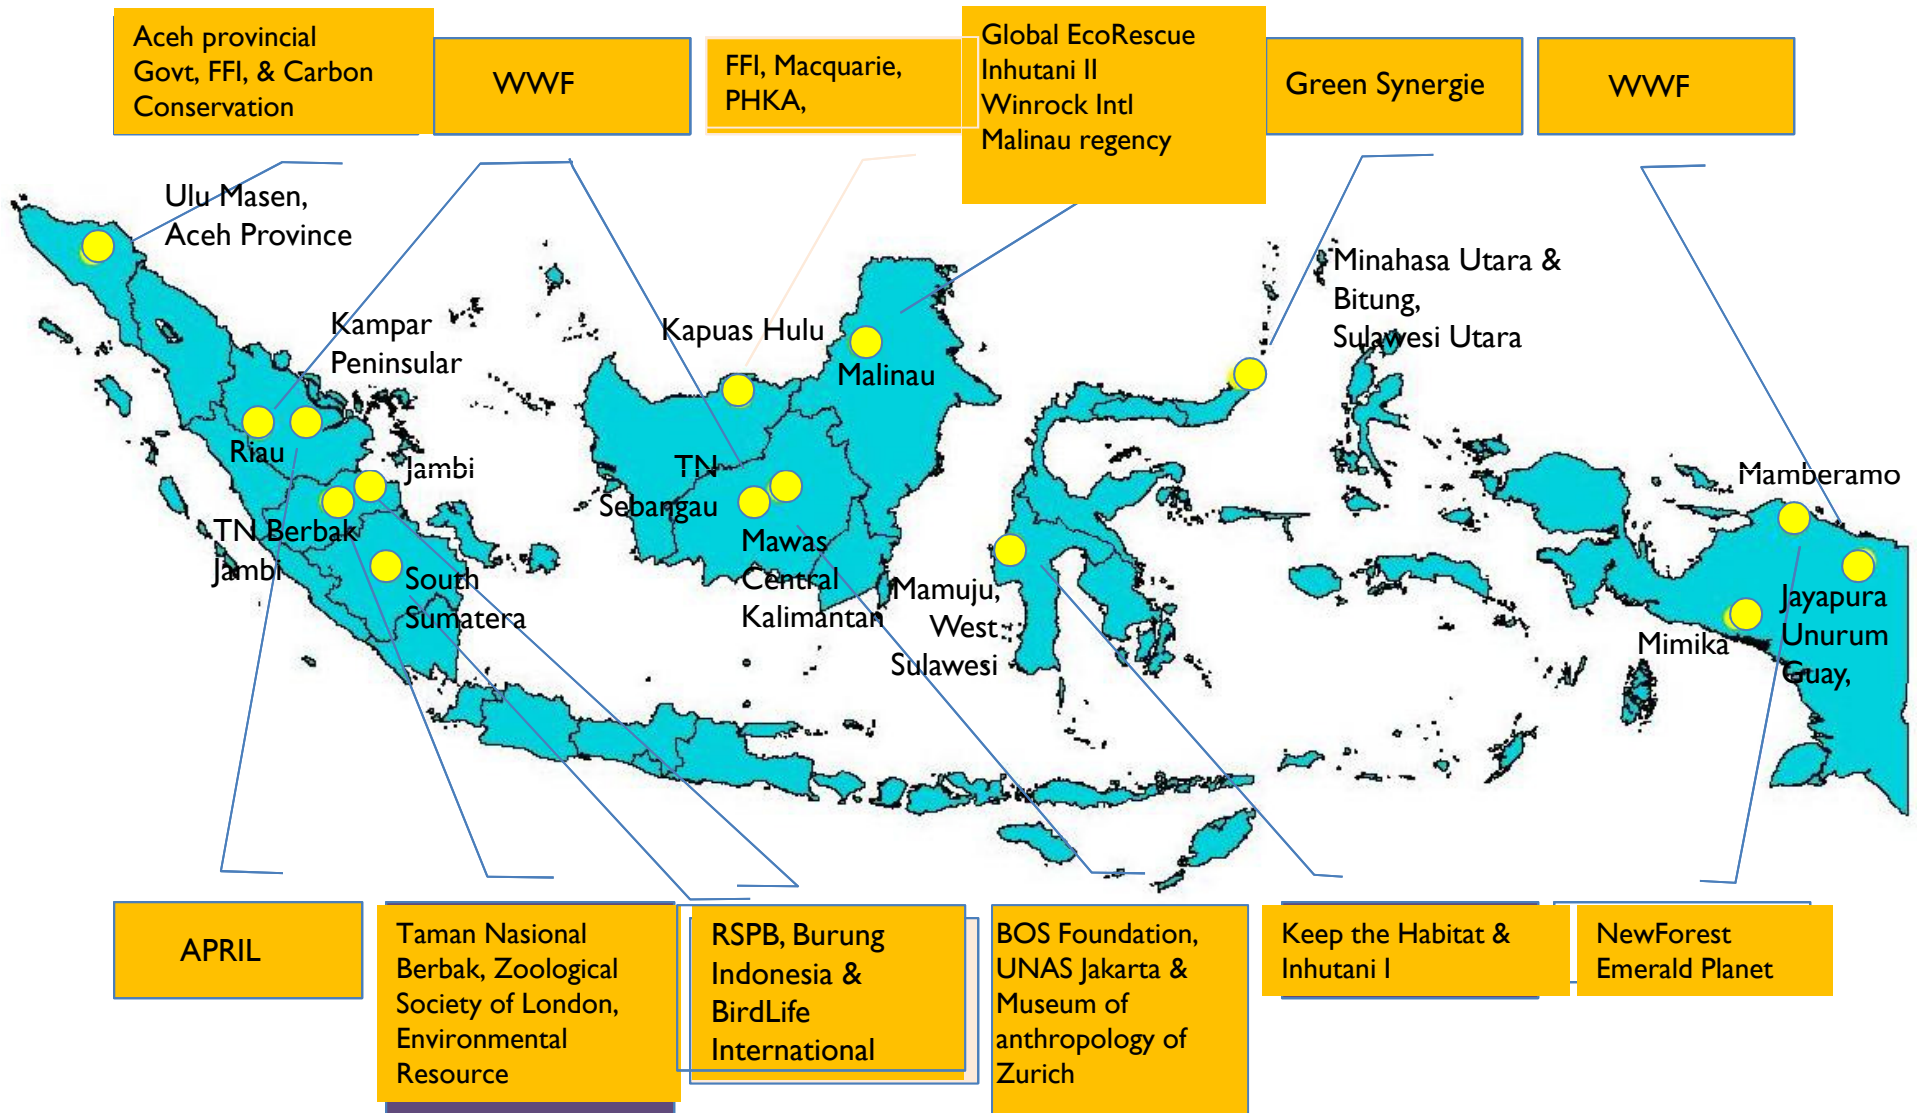 Aceh provincial
Govt, FFI, & Carbon
Conservation
WWF
FFI, Macquarie,
PHKA,
Global EcoRescue
Inhutani II
Winrock Intl
Malinau regency
Green Synergie
WWF
Ulu Masen,
Aceh Province
Kampar
Peninsular
Kapuas Hulu
Malinau
Minahasa Utara &
Bitung,
Sulawesi Utara
Riau
Jambi
TN Berbak
Jambi
South
Sumatera
TN
Sebangau
Mawas
Central
Kalimantan
Mamuju,
West
Sulawesi
Mamberamo
Mimika
Jayapura
Unurum
Guay,
APRIL
Taman Nasional
Berbak, Zoological
Society of London,
Environmental
Resource
RSPB, Burung
Indonesia &
BirdLife
International
BOS Foundation,
UNAS Jakarta &
Museum of
anthropology of
Zurich
Keep the Habitat &
Inhutani I
NewForest
Emerald Planet